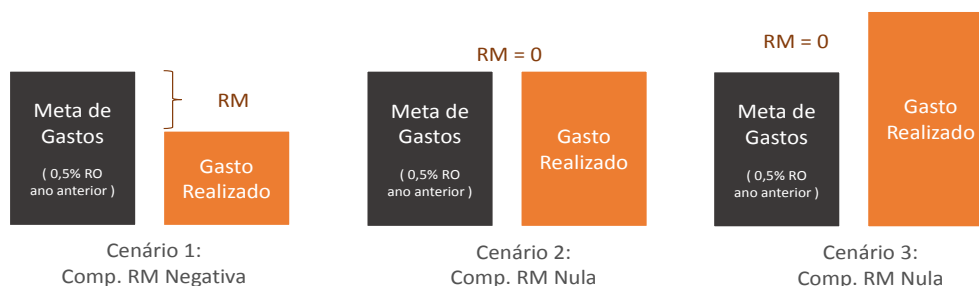 Meta de
Gastos
( 0,5% RO
ano anterior )
RM
Gasto
Realizado
Cenário 1:
Comp. RM Negativa
RM = 0
Meta de
Gastos
( 0,5% RO
ano anterior )
Gasto
Realizado
Cenário 2:
Comp. RM Nula
RM = 0
Meta de
Gastos
( 0,5% RO
ano anterior )
Gasto
Realizado
Cenário 3:
Comp. RM Nula